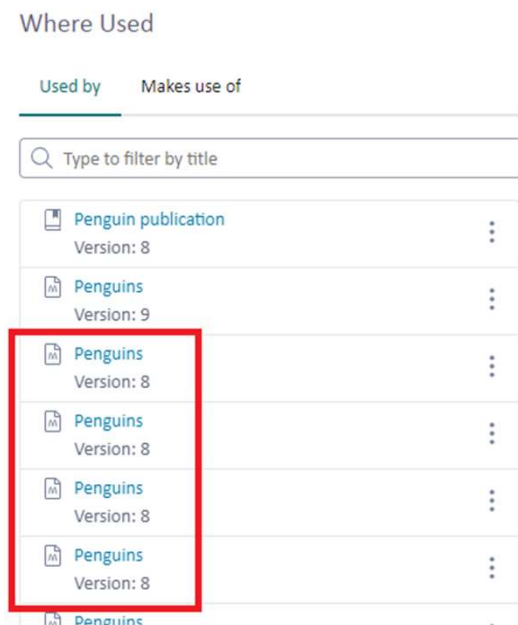 Where Used
Used by Makes use of
Type to filter by title
Penguin publication
Version: 8
Penguins
Version: 9
Penguins
Version: 8
Penguins
Version: 8
Penguins
Version: 8
Penguins
Version: 8
Penguins